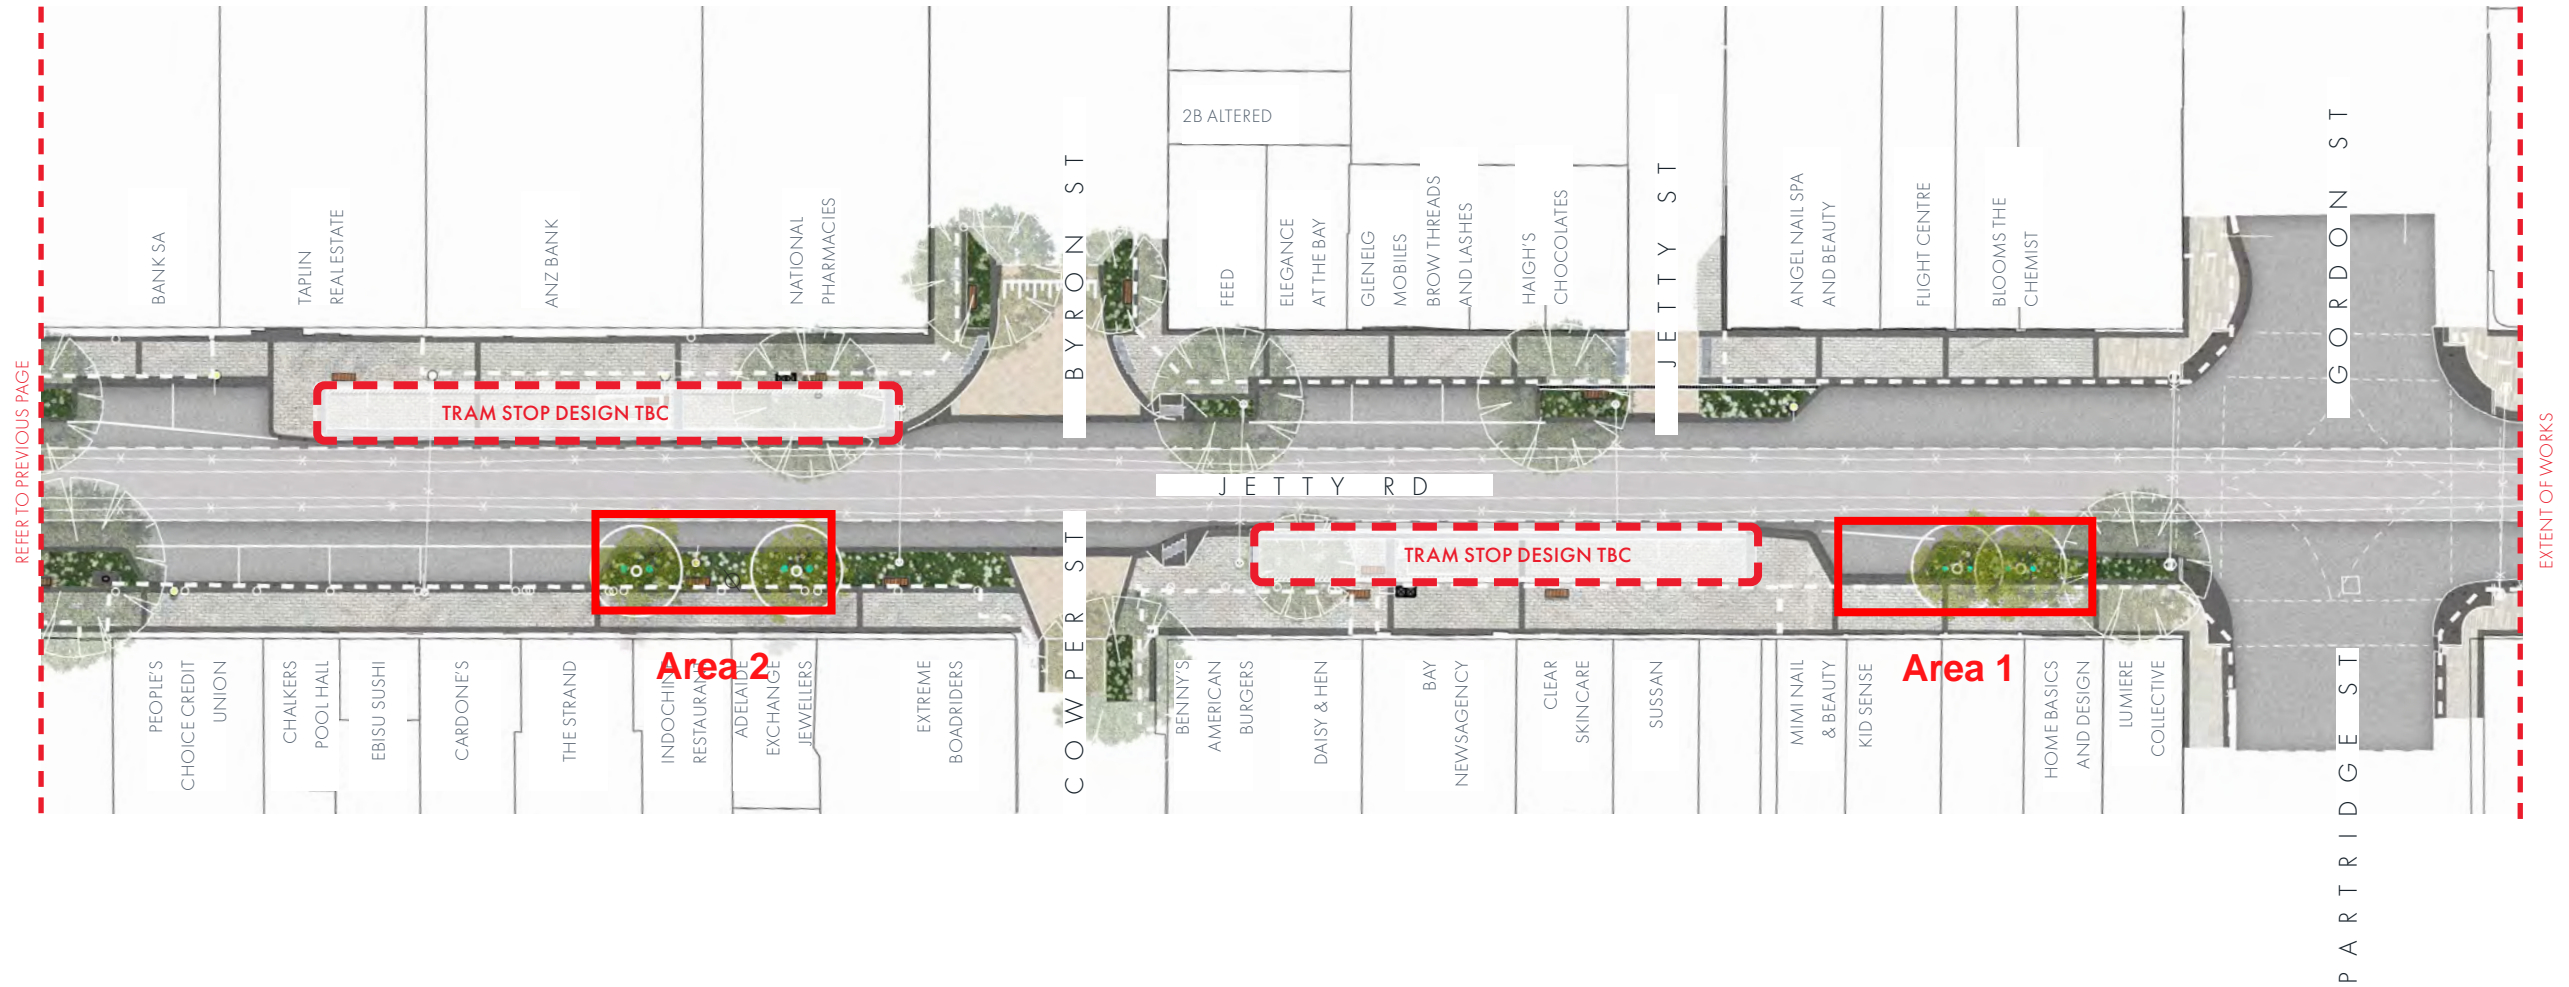 2B ALTERED
BANK SA
TAPLIN
REAL ESTATE
ANZ BANK
NATIONAL
PHARMACIES
BYRON ST
FEED
ELEGANCE
AT THE BAY
GLENELG
MOBILES
BROW THREADS
AND LASHES
HAIGH'S
CHOCOLATES
JETTY ST
ANGEL NAIL SPA
AND BEAUTY
FLIGHT CENTRE
BLOOMS THE
CHEMIST
GORDON ST
REFER TO PREVIOUS PAGE
TRAM STOP DESIGN TBC
JETTY RD
TRAM STOP DESIGN TBC
EXTENT OF WORKS
Area 2
Area 1
PEOPLE'S
CHOICE CREDIT
UNION
CHALKERS
POOL HALL
EBISU SUSHI
CARDONE'S
THE STRAND
INDOCHINE
RESTAURANT
ADELAIDE
EXCHANGE
JEWELLERS
EXTREME
BOADRIDERS
COWPER ST
BENNY'S
AMERICAN
BURGERS
DAISY & HEN
BAY
NEWSAGENCY
CLEAR
SKINCARE
SUSSAN
MIMI NAIL
& BEAUTY
KID SENSE
HOME BASICS
AND DESIGN
LUMIERE
COLLECTIVE
PARTRIDGE ST